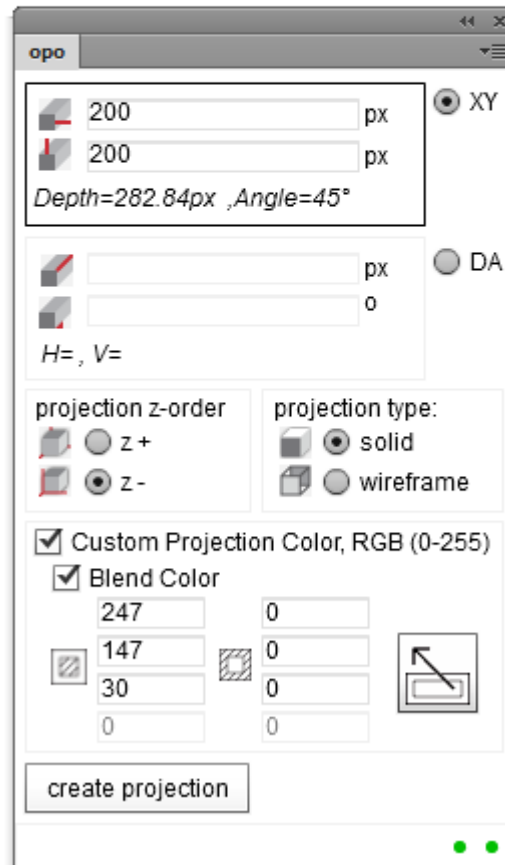 opo
200 px XY
200 px
Depth=282.84px ,Angle=45°
px DA
o
H= , V=
projection z-order projection type:
z + solid
z - wireframe
Custom Projection Color, RGB (0-255)
Blend Color
247 0
147 0
30 0
0 0
create projection